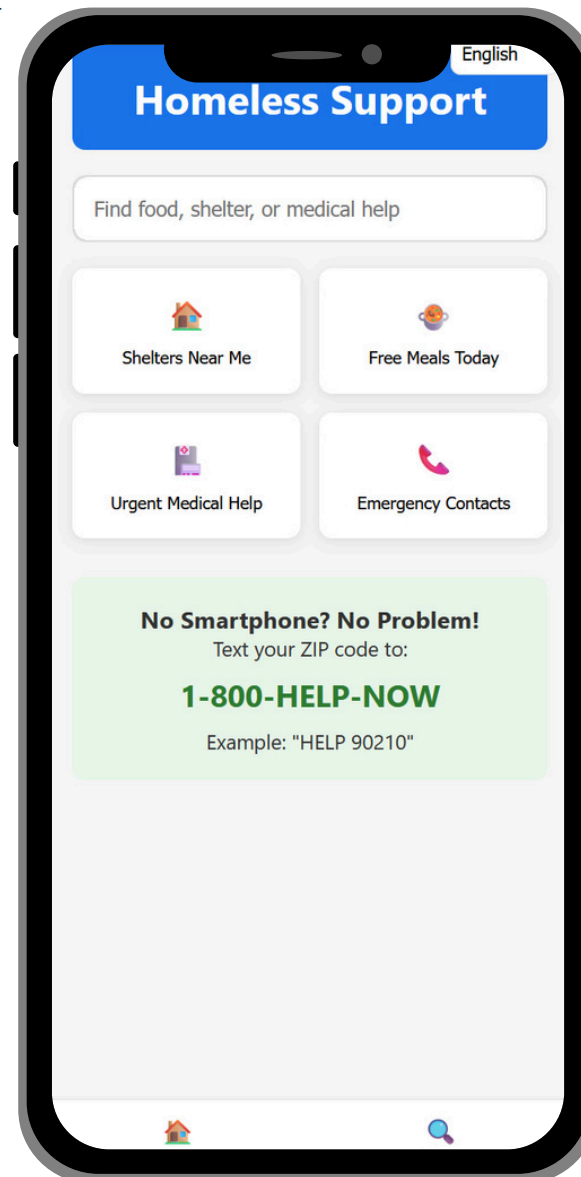 English
Homeless Support
Find food, shelter, or medical help
Shelters Near Me
Free Meals Today
Urgent Medical Help
Emergency Contacts
No Smartphone? No Problem!
Text your ZIP code to:
1-800-HELP-NOW
Example: "HELP 90210"